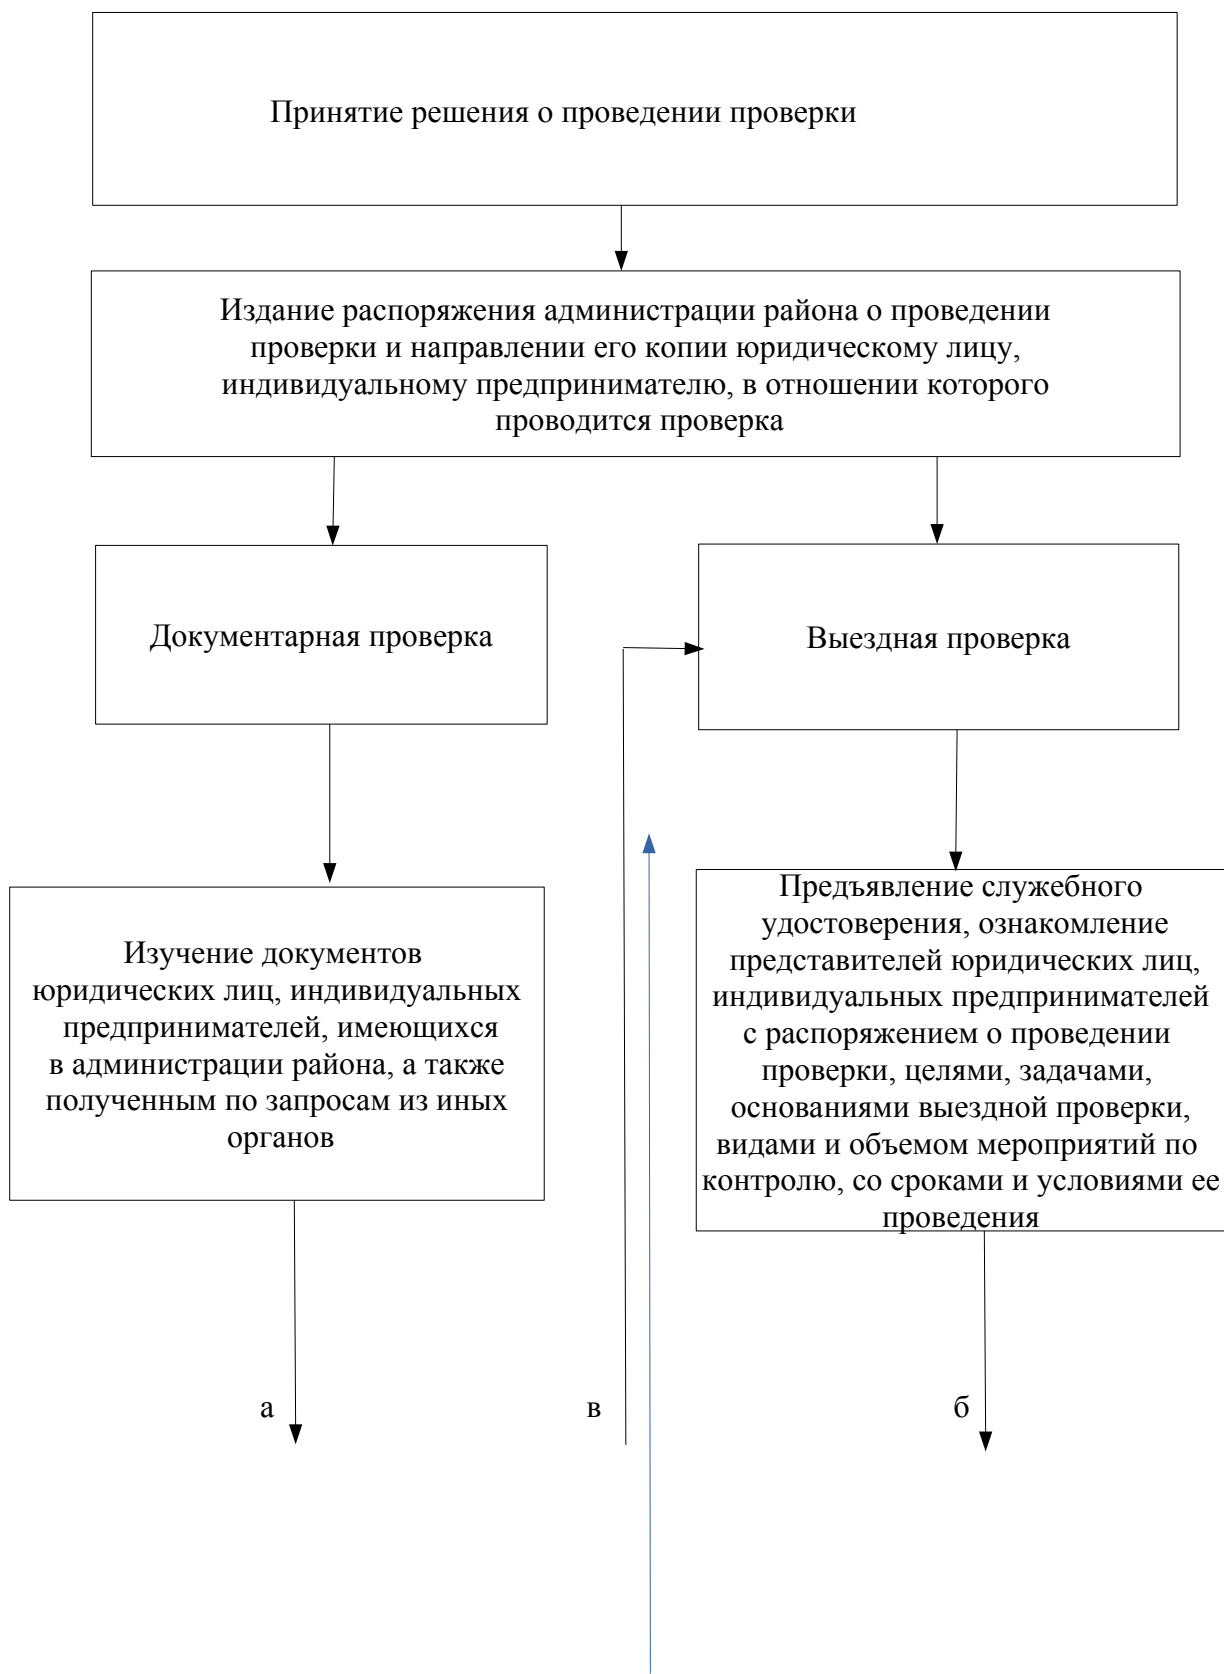 Принятие решения о проведении проверки
Издание распоряжения администрации района о проведении
проверки и направлении его копии юридическому лицу,
индивидуальному предпринимателю, в отношении которого
проводится проверка
Документарная проверка
Выездная проверка
Изучение документов
юридических лиц, индивидуальных
предпринимателей, имеющихся
в администрации района, а также
полученным по запросам из иных
органов
Предъявление служебного
удостоверения, ознакомление
представителей юридических лиц,
индивидуальных предпринимателей
с распоряжением о проведении
проверки, целями, задачами,
основаниями выездной проверки,
видами и объемом мероприятий по
контролю, со сроками и условиями ее
проведения
а
в
б